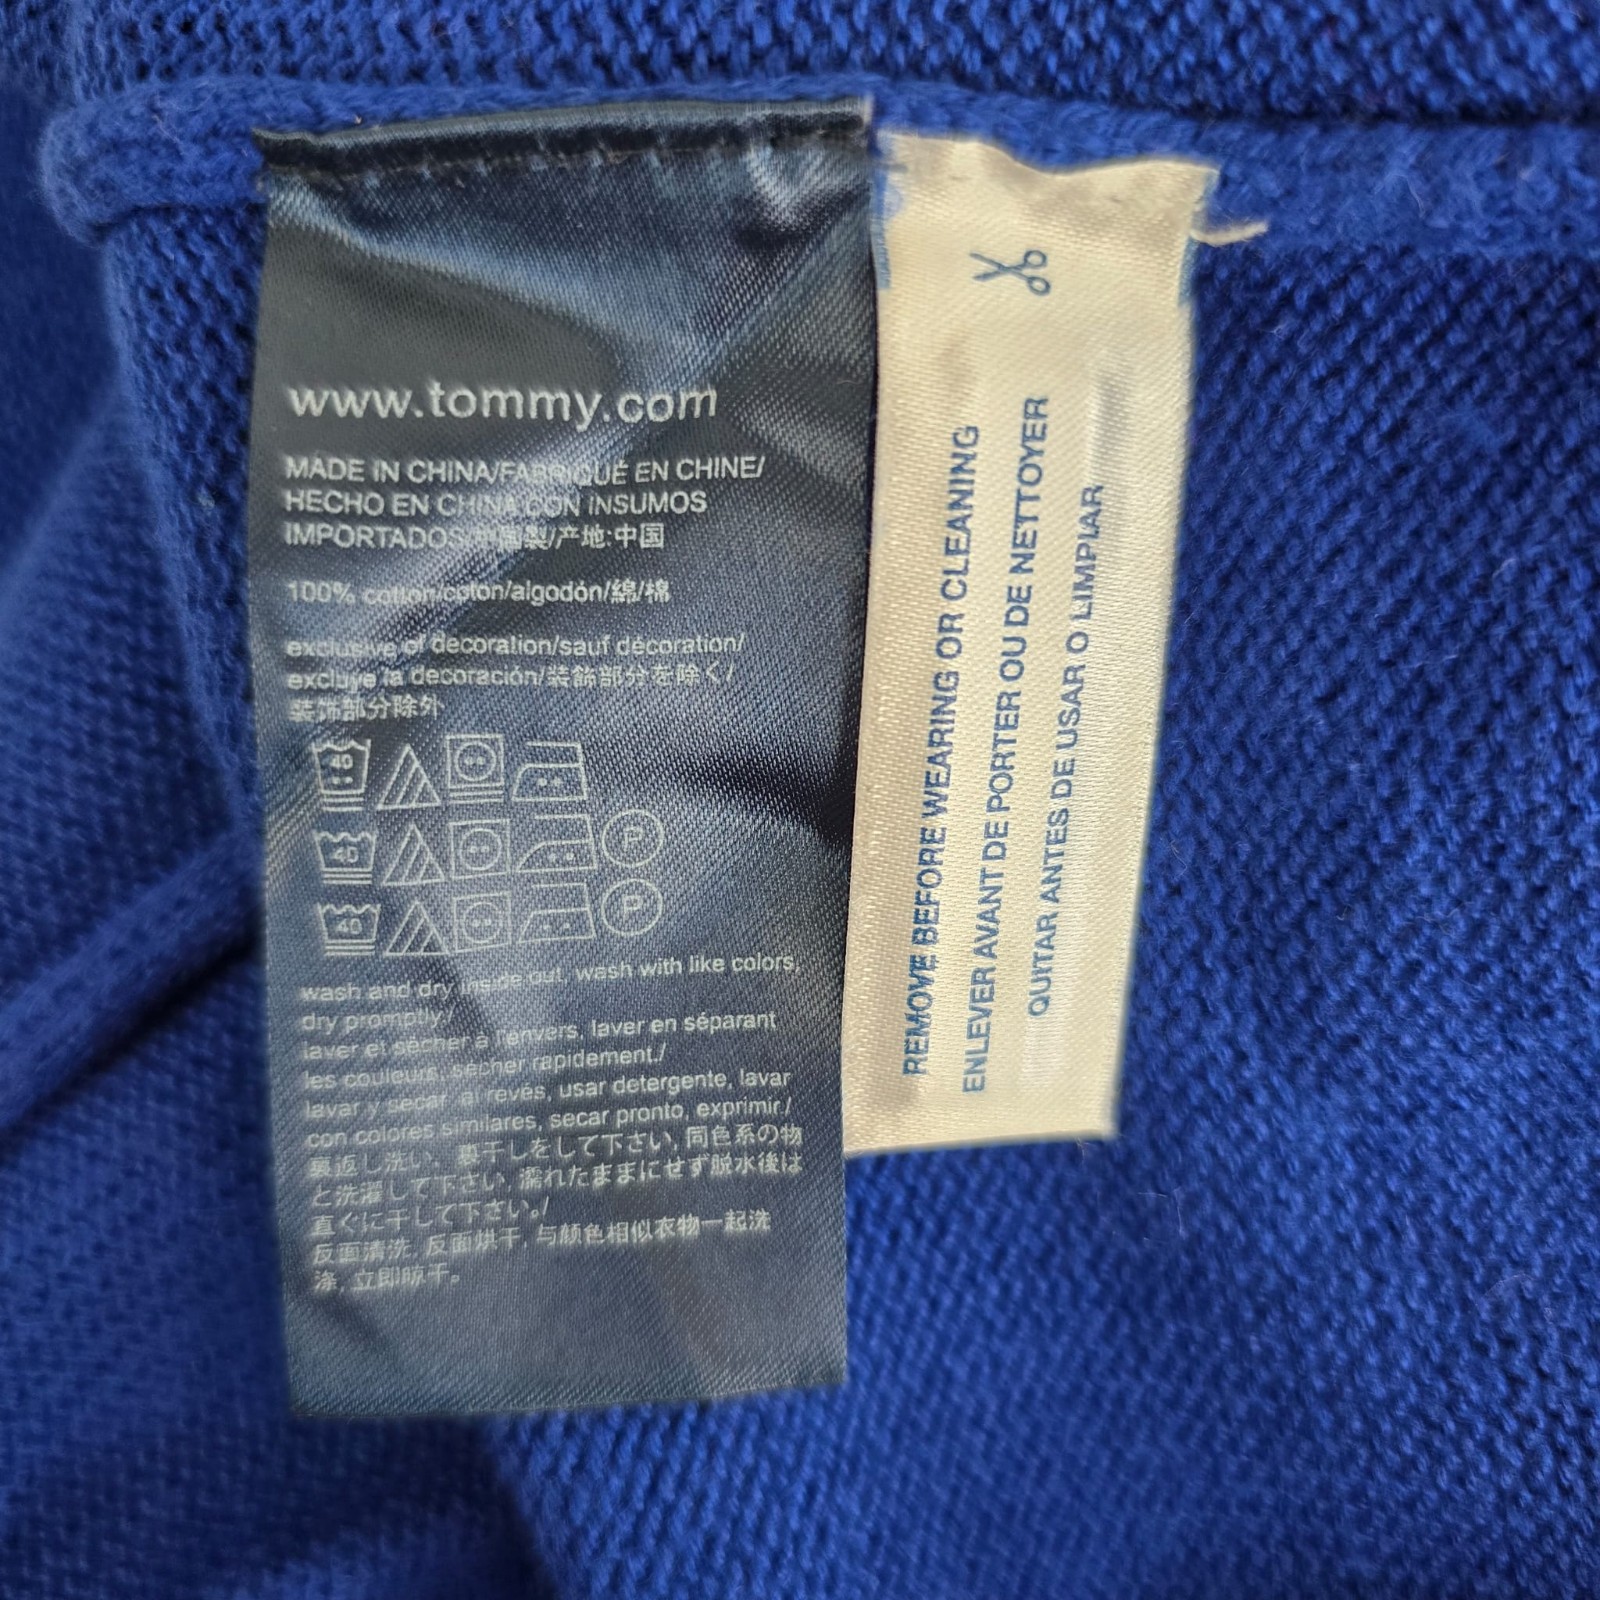 www.tommy.com
MADE IN CHINA/FABRIQUÉ EN CHINE/
HECHO EN CHINA CON INSUMOS
IMPORTADOS/中国製/产地:中国
100% cotton/coton/algodón/綿/棉
exclusive of decoration/sauf décoration/
excluye la decoración/装飾部分を除く/
装饰部分除外
40
40 P
40 P
wash and dry inside out, wash with like colors,
dry promptly/
laver et sécher à l'envers, laver en séparant
les couleurs, sécher rapidement./
lavar y secar al revés, usar detergente, lavar
con colores similares, secar pronto, exprimir/
裏返し洗い、裏干しをして下さい, 同色系の物
と洗濯して下さい, 濡れたままにせず脱水後は
直ぐに干して下さい。/
反面清洗, 反面烘干, 与颜色相似衣物一起洗
涤, 立即晾干。
REMOVE BEFORE WEARING OR CLEANING
ENLEVER AVANT DE PORTER OU DE NETTOYER
QUITAR ANTES DE USAR O LIMPIAR